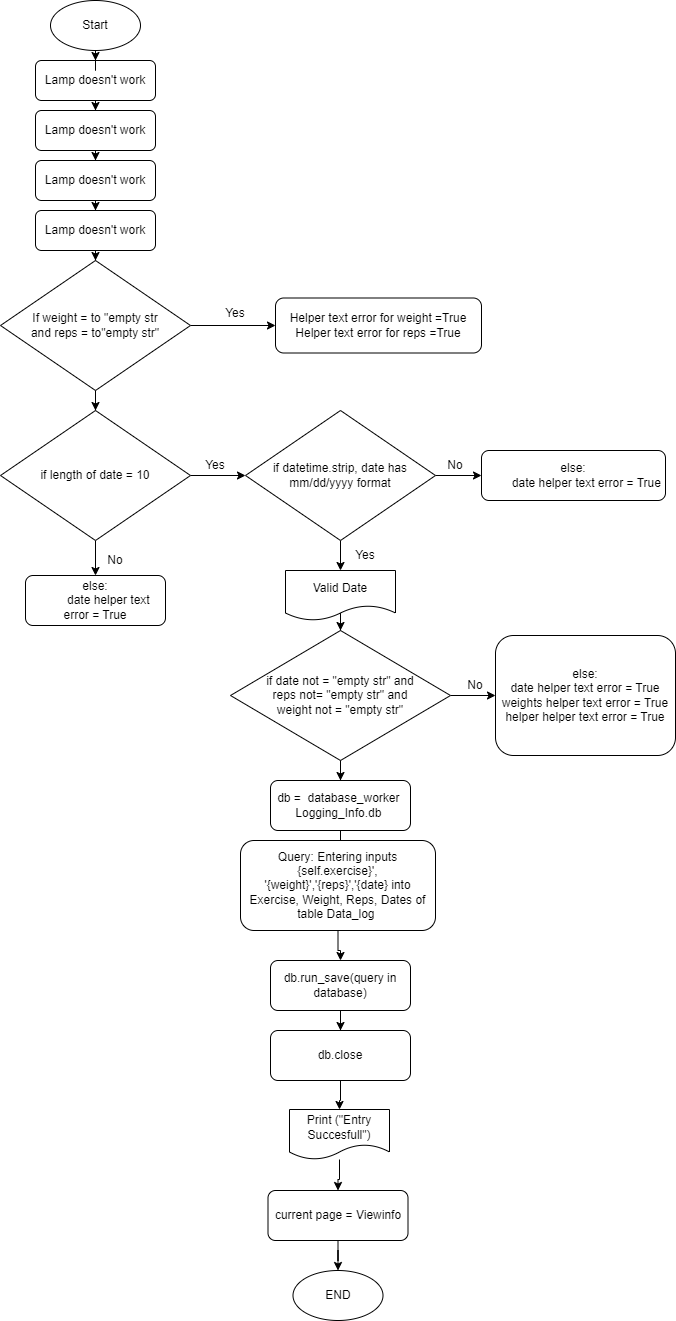 Start
Lamp doesn't work
Lamp doesn't work
Lamp doesn't work
Lamp doesn't work
If weight = to "empty str
and reps = to"empty str"
Yes
Helper text error for weight =True
Helper text error for reps =True
if length of date = 10
Yes
if datetime.strip, date has
mm/dd/yyyy format
No
else:
date helper text error = True
No
else:
date helper text
error = True
Yes
Valid Date
if date not = "empty str" and
reps not= "empty str" and
weight not = "empty str"
No
else:
date helper text error = True
weights helper text error = True
helper helper text error = True
db = database_worker
Logging_Info.db
Query: Entering inputs
{self.exercise}',
'{weight}','{reps}','{date} into
Exercise, Weight, Reps, Dates of
table Data_log
db.run_save(query in
database)
db.close
Print ("Entry
Succesfull")
current page = Viewinfo
END